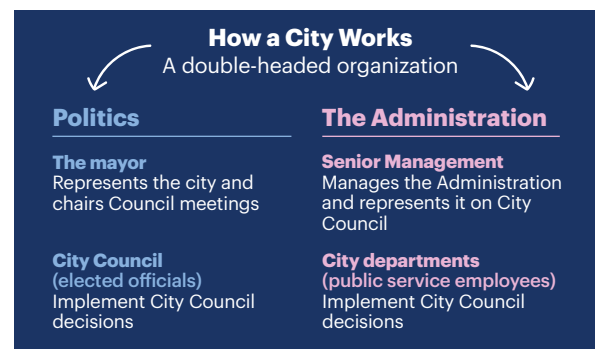 How a City Works
A double-headed organization
Politics
The mayor
Represents the city and
chairs Council meetings
City Council
(elected officials)
Implement City Council
decisions
The Administration
Senior Management
Manages the Administration
and represents it on City
Council
City departments
(public service employees)
Implement City Council
decisions